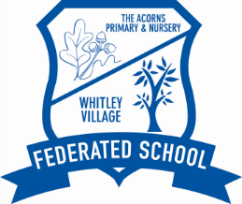 THE ACORNS
PRIMARY & NURSERY
WHITLEY
VILLAGE
FEDERATED SCHOOL